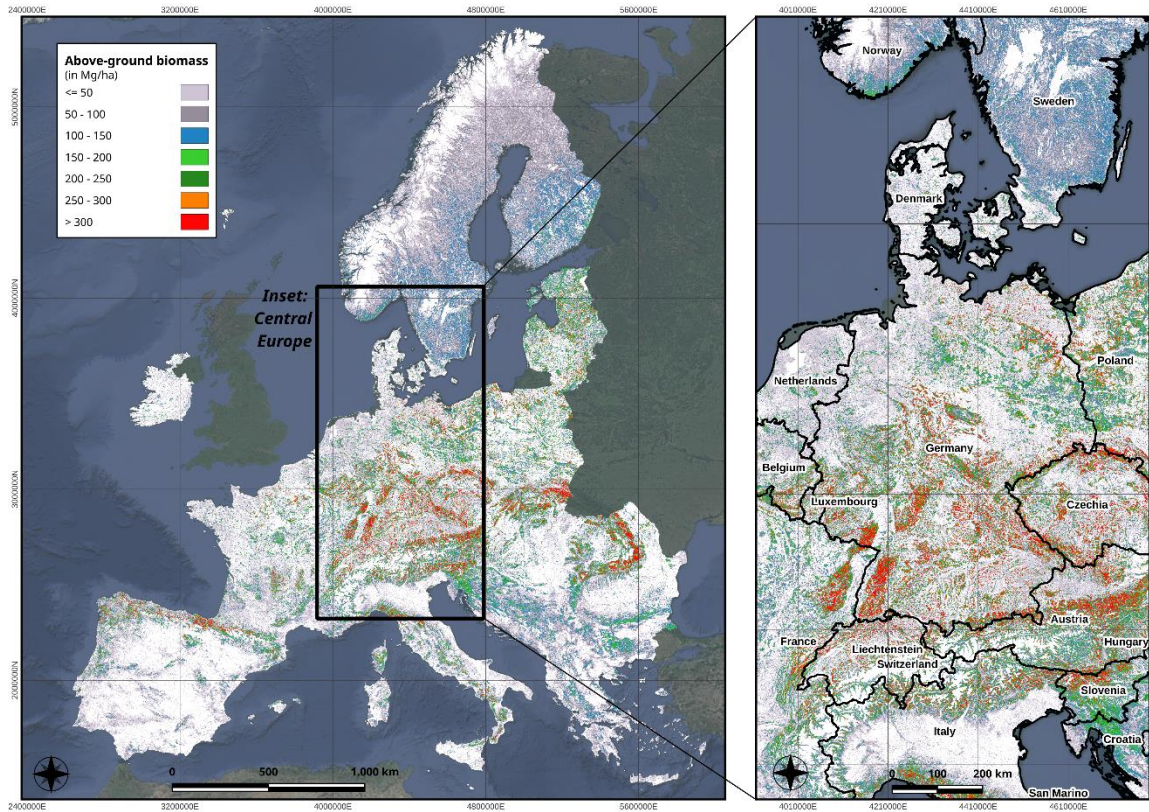 2400000E
3200000E
4000000E
4800000E
5600000E
5000000N
4000000N
3000000N
2000000N
Above-ground biomass
(in Mg/ha)
<= 50
50 - 100
100 - 150
150 - 200
200 - 250
250 - 300
> 300
Inset:
Central
Europe
0 500 1,000 km
2400000E
3200000E
4000000E
4800000E
5600000E
4010000E
4210000E
4410000E
4610000E
Norway
Sweden
Denmark
Netherlands
Poland
Germany
Belgium
Luxembourg
Czechia
France
Austria
Liechtenstein
Hungary
Switzerland
Slovenia
Italy
Croatia
0 100 200 km
San Marino
4010000E
4210000E
4410000E
4610000E